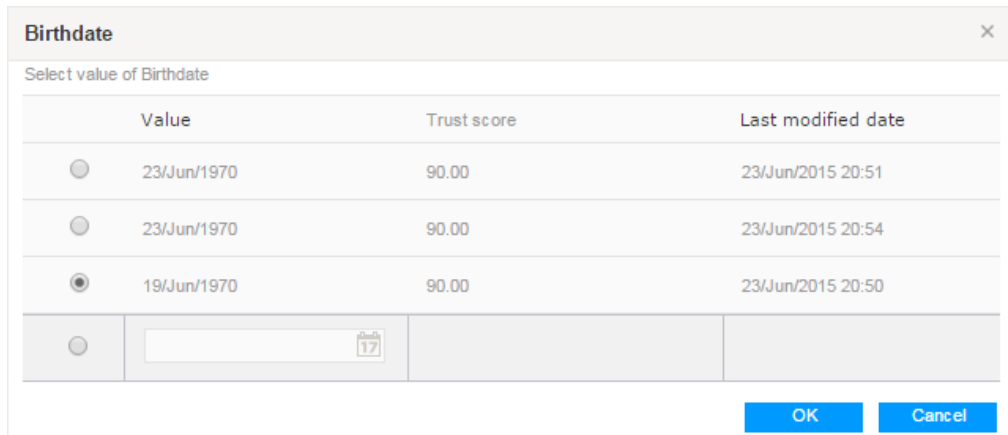 Birthdate ×
Select value of Birthdate
Value Trust score Last modified date
23/Jun/1970 90.00 23/Jun/2015 20:51
23/Jun/1970 90.00 23/Jun/2015 20:54
19/Jun/1970 90.00 23/Jun/2015 20:50
17
OK Cancel